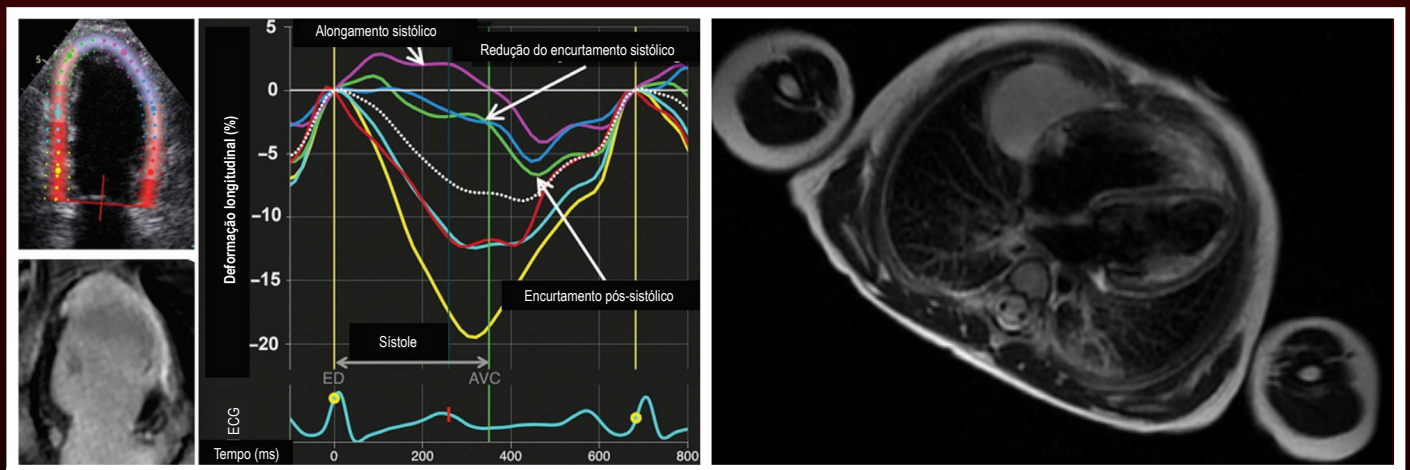 5
Alongamento sistólico
Redução do encurtamento sistólico
5
0
Deformação longitudinal (%)
−5
−10
−15
−20
Encurtamento pós-sistólico
Sístole
ED
AVC
ECG
Tempo (ms)
0
200
400
600
800